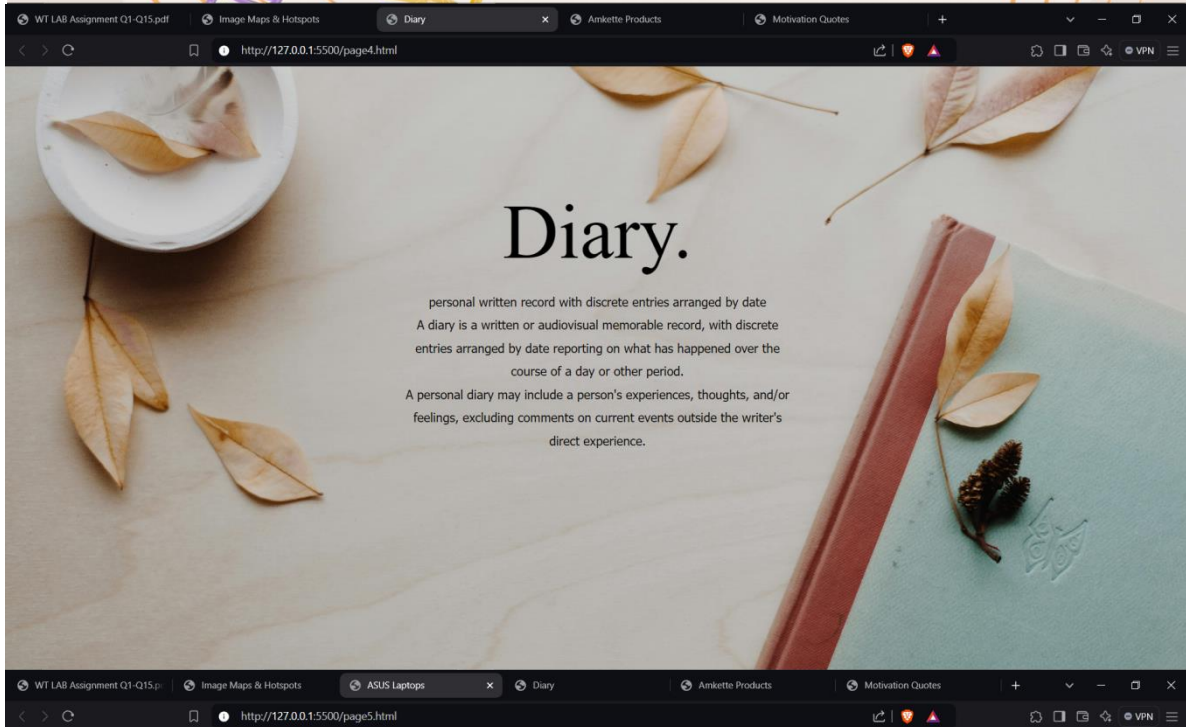 WT LAB Assignment Q1-Q15.pdf Image Maps & Hotspots Diary Amkette Products Motivation Quotes
http://127.0.0.1:5500/page4.html VPN
Diary.
personal written record with discrete entries arranged by date
A diary is a written or audiovisual memorable record, with discrete
entries arranged by date reporting on what has happened over the
course of a day or other period.
A personal diary may include a person's experiences, thoughts, and/or
feelings, excluding comments on current events outside the writer's
direct experience.
WT LAB Assignment Q1-Q15.p Image Maps & Hotspots ASUS Laptops Diary Amkette Products Motivation Quotes
http://127.0.0.1:5500/page5.html VPN